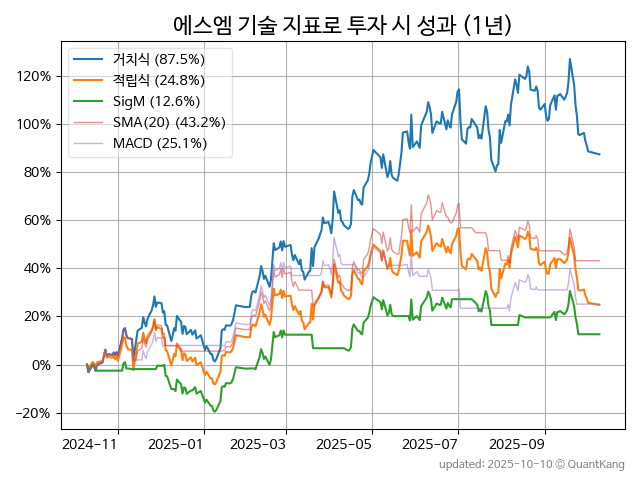 에스엠 기술 지표로 투자 시 성과 (1년)
거치식 (87.5%)
적립식 (24.8%)
SigM (12.6%)
SMA(20) (43.2%)
MACD (25.1%)
120%
100%
80%
60%
40%
20%
0%
−20%
2024-11 2025-01 2025-03 2025-05 2025-07 2025-09
updated: 2025-10-10 ⓒ QuantKang